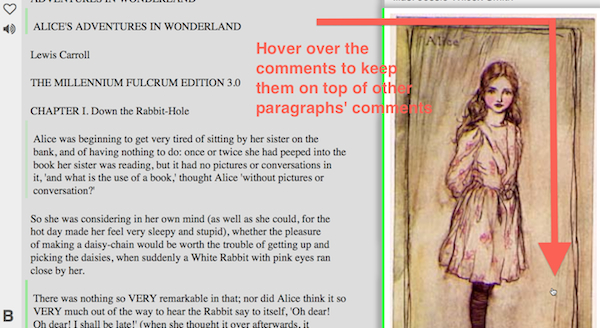 ALICE'S ADVENTURES IN WONDERLAND
Lewis Carroll
THE MILLENNIUM FULCRUM EDITION 3.0
CHAPTER I. Down the Rabbit-Hole
Alice was beginning to get very tired of sitting by her sister on the
bank, and of having nothing to do: once or twice she had peeped into the
book her sister was reading, but it had no pictures or conversations in
it, 'and what is the use of a book,' thought Alice 'without pictures or
conversation?'
So she was considering in her own mind (as well as she could, for the
hot day made her feel very sleepy and stupid), whether the pleasure
of making a daisy-chain would be worth the trouble of getting up and
picking the daisies, when suddenly a White Rabbit with pink eyes ran
close by her.
There was nothing so VERY remarkable in that; nor did Alice think it so
VERY much out of the way to hear the Rabbit say to itself, 'Oh dear!
Oh dear! I shall be late!' (when she thought it over afterwards, it
B
Hover over the
comments to keep
them on top of other
paragraphs' comments
Alice